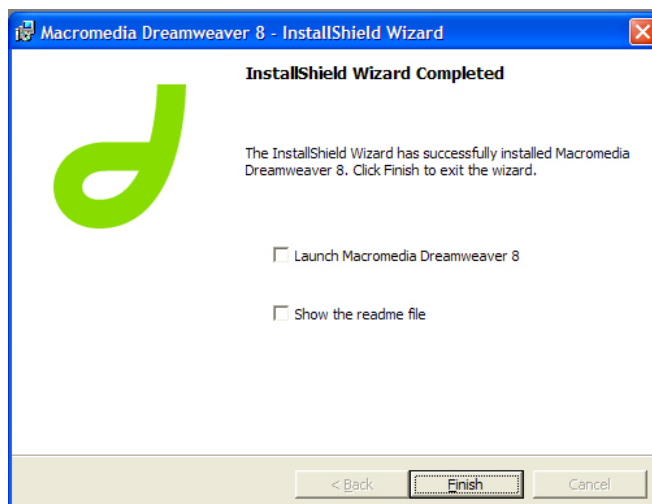 Macromedia Dreamweaver 8 - InstallShield Wizard
InstallShield Wizard Completed
The InstallShield Wizard has successfully installed Macromedia
Dreamweaver 8. Click Finish to exit the wizard.
Launch Macromedia Dreamweaver 8
Show the readme file
< Back
Finish
Cancel